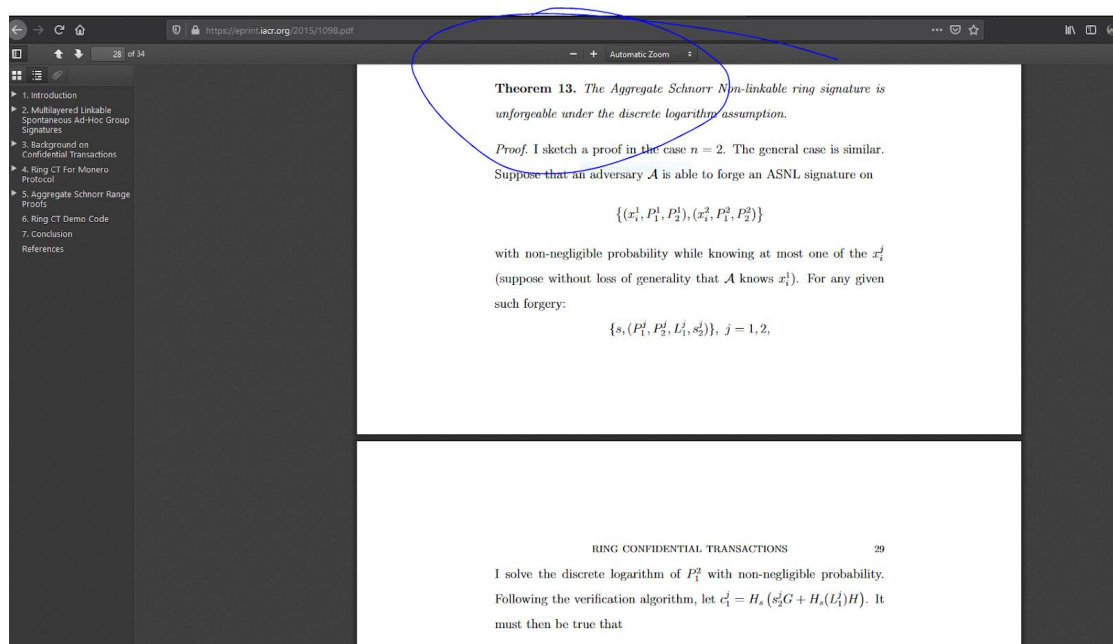 https://eprint.iacr.org/2015/1098.pdf
28 of 34
− + Automatic Zoom
1. Introduction
2. Multilayered Linkable
Spontaneous Ad-Hoc Group
Signatures
3. Background on
Confidential Transactions
4. Ring CT For Monero
Protocol
5. Aggregate Schnorr Range
Proofs
6. Ring CT Demo Code
7. Conclusion
References
Theorem 13. The Aggregate Schnorr Non-linkable ring signature is
unforgeable under the discrete logarithm assumption.
Proof. I sketch a proof in the case n = 2. The general case is similar.
Suppose that an adversary 𝒜 is able to forge an ASNL signature on
{(x_i^1, P_1^1, P_2^1), (x_i^2, P_1^2, P_2^2)}
with non-negligible probability while knowing at most one of the x_i^j
(suppose without loss of generality that 𝒜 knows x_i^1). For any given
such forgery:
{s, (P_1^j, P_2^j, L_1^j, s_2^j)}, j = 1, 2,
RING CONFIDENTIAL TRANSACTIONS 29
I solve the discrete logarithm of P_1^2 with non-negligible probability.
Following the verification algorithm, let c_1^j = H_s (s_2^j G + H_s(L_1^j)H). It
must then be true that